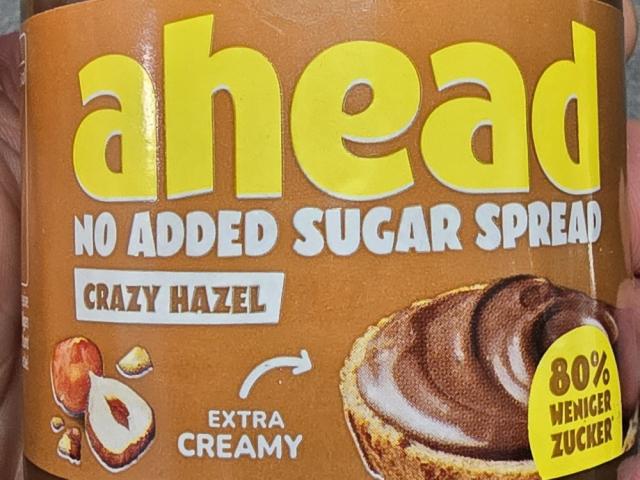 ahead
NO ADDED SUGAR SPREAD
CRAZY HAZEL
EXTRA
CREAMY
80%
WENIGER
ZUCKER